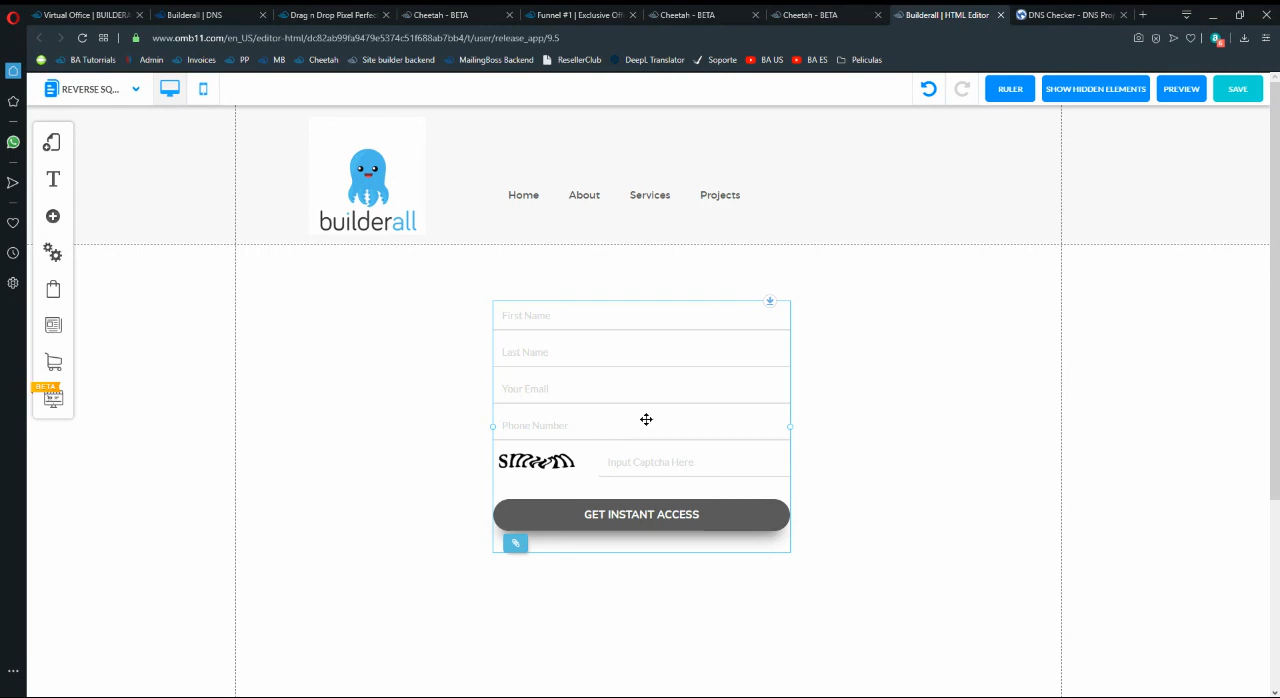 Virtual Office | BUILDERA
Builderall | DNS
Drag n Drop Pixel Perfec
Cheetah - BETA
Funnel #1 | Exclusive Off
Cheetah - BETA
Cheetah - BETA
Builderall | HTML Editor
DNS Checker - DNS Pro
www.omb11.com/en_US/editor-html/dc82ab99fa9479e5374c51f688ab7bb4/t/user/release_app/9.5
BA Tutorrials
Admin
Invoices
PP
MB
Cheetah
Site builder backend
MailingBoss Backend
ResellerClub
DeepL Translator
Soporte
BA US
BA ES
Peliculas
REVERSE SQ...
RULER
SHOW HIDDEN ELEMENTS
PREVIEW
SAVE
builderall
Home
About
Services
Projects
BETA
First Name
Last Name
Your Email
Phone Number
Input Captcha Here
GET INSTANT ACCESS